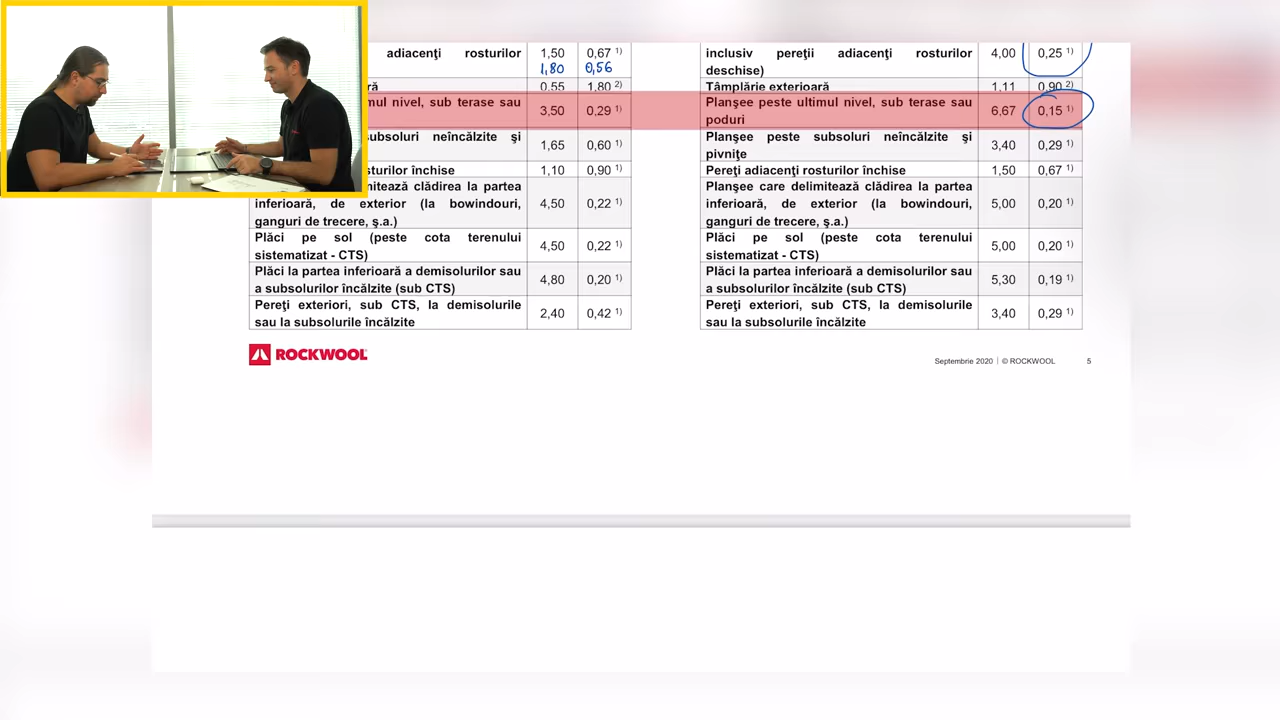 adiacenţi rosturilor 1,50 0,67 1)
1,80 0,56
ră 0,55 1,80 2)
mul nivel, sub terase sau 3,50 0,29 1)
subsoluri neîncălzite şi 1,65 0,60 1)
sturilor închise 1,10 0,90 1)
mitează clădirea la partea
inferioară, de exterior (la bowindouri, 4,50 0,22 1)
ganguri de trecere, ş.a.)
Plăci pe sol (peste cota terenului
sistematizat - CTS) 4,50 0,22 1)
Plăci la partea inferioară a demisolurilor sau
a subsolurilor încălzite (sub CTS) 4,80 0,20 1)
Pereţi exteriori, sub CTS, la demisolurile
sau la subsolurile încălzite 2,40 0,42 1)
inclusiv pereţii adiacenţi rosturilor 4,00 0,25 1)
deschise)
Tâmplărie exterioară 1,11 0,90 2)
Planşee peste ultimul nivel, sub terase sau
poduri 6,67 0,15 1)
Planşee peste subsoluri neîncălzite şi
pivniţe 3,40 0,29 1)
Pereţi adiacenţi rosturilor închise 1,50 0,67 1)
Planşee care delimitează clădirea la partea
inferioară, de exterior (la bowindouri, 5,00 0,20 1)
ganguri de trecere, ş.a.)
Plăci pe sol (peste cota terenului
sistematizat - CTS) 5,00 0,20 1)
Plăci la partea inferioară a demisolurilor sau
a subsolurilor încălzite (sub CTS) 5,30 0,19 1)
Pereţi exteriori, sub CTS, la demisolurile
sau la subsolurile încălzite 3,40 0,29 1)
ROCKWOOL
Septembrie 2020 | © ROCKWOOL 5